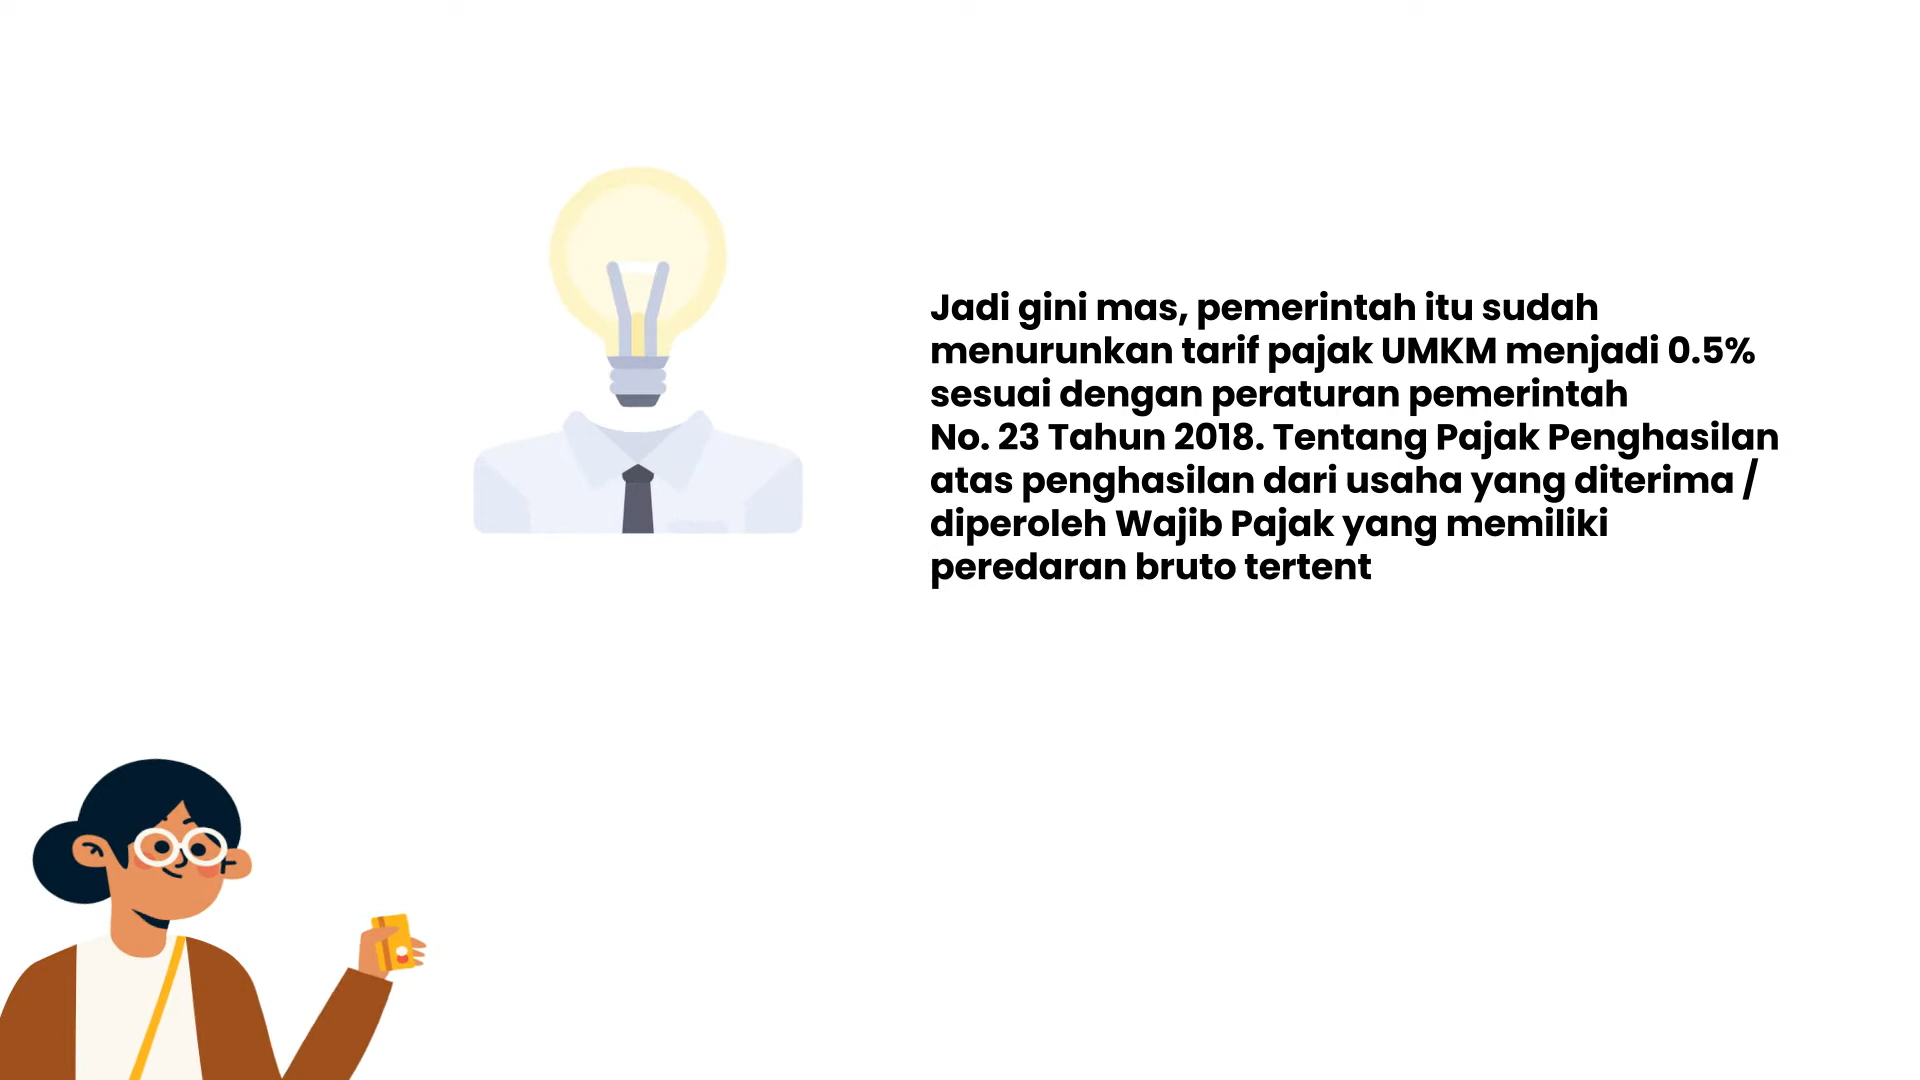 Jadi gini mas, pemerintah itu sudah
menurunkan tarif pajak UMKM menjadi 0.5%
sesuai dengan peraturan pemerintah
No. 23 Tahun 2018. Tentang Pajak Penghasilan
atas penghasilan dari usaha yang diterima /
diperoleh Wajib Pajak yang memiliki
peredaran bruto tertent